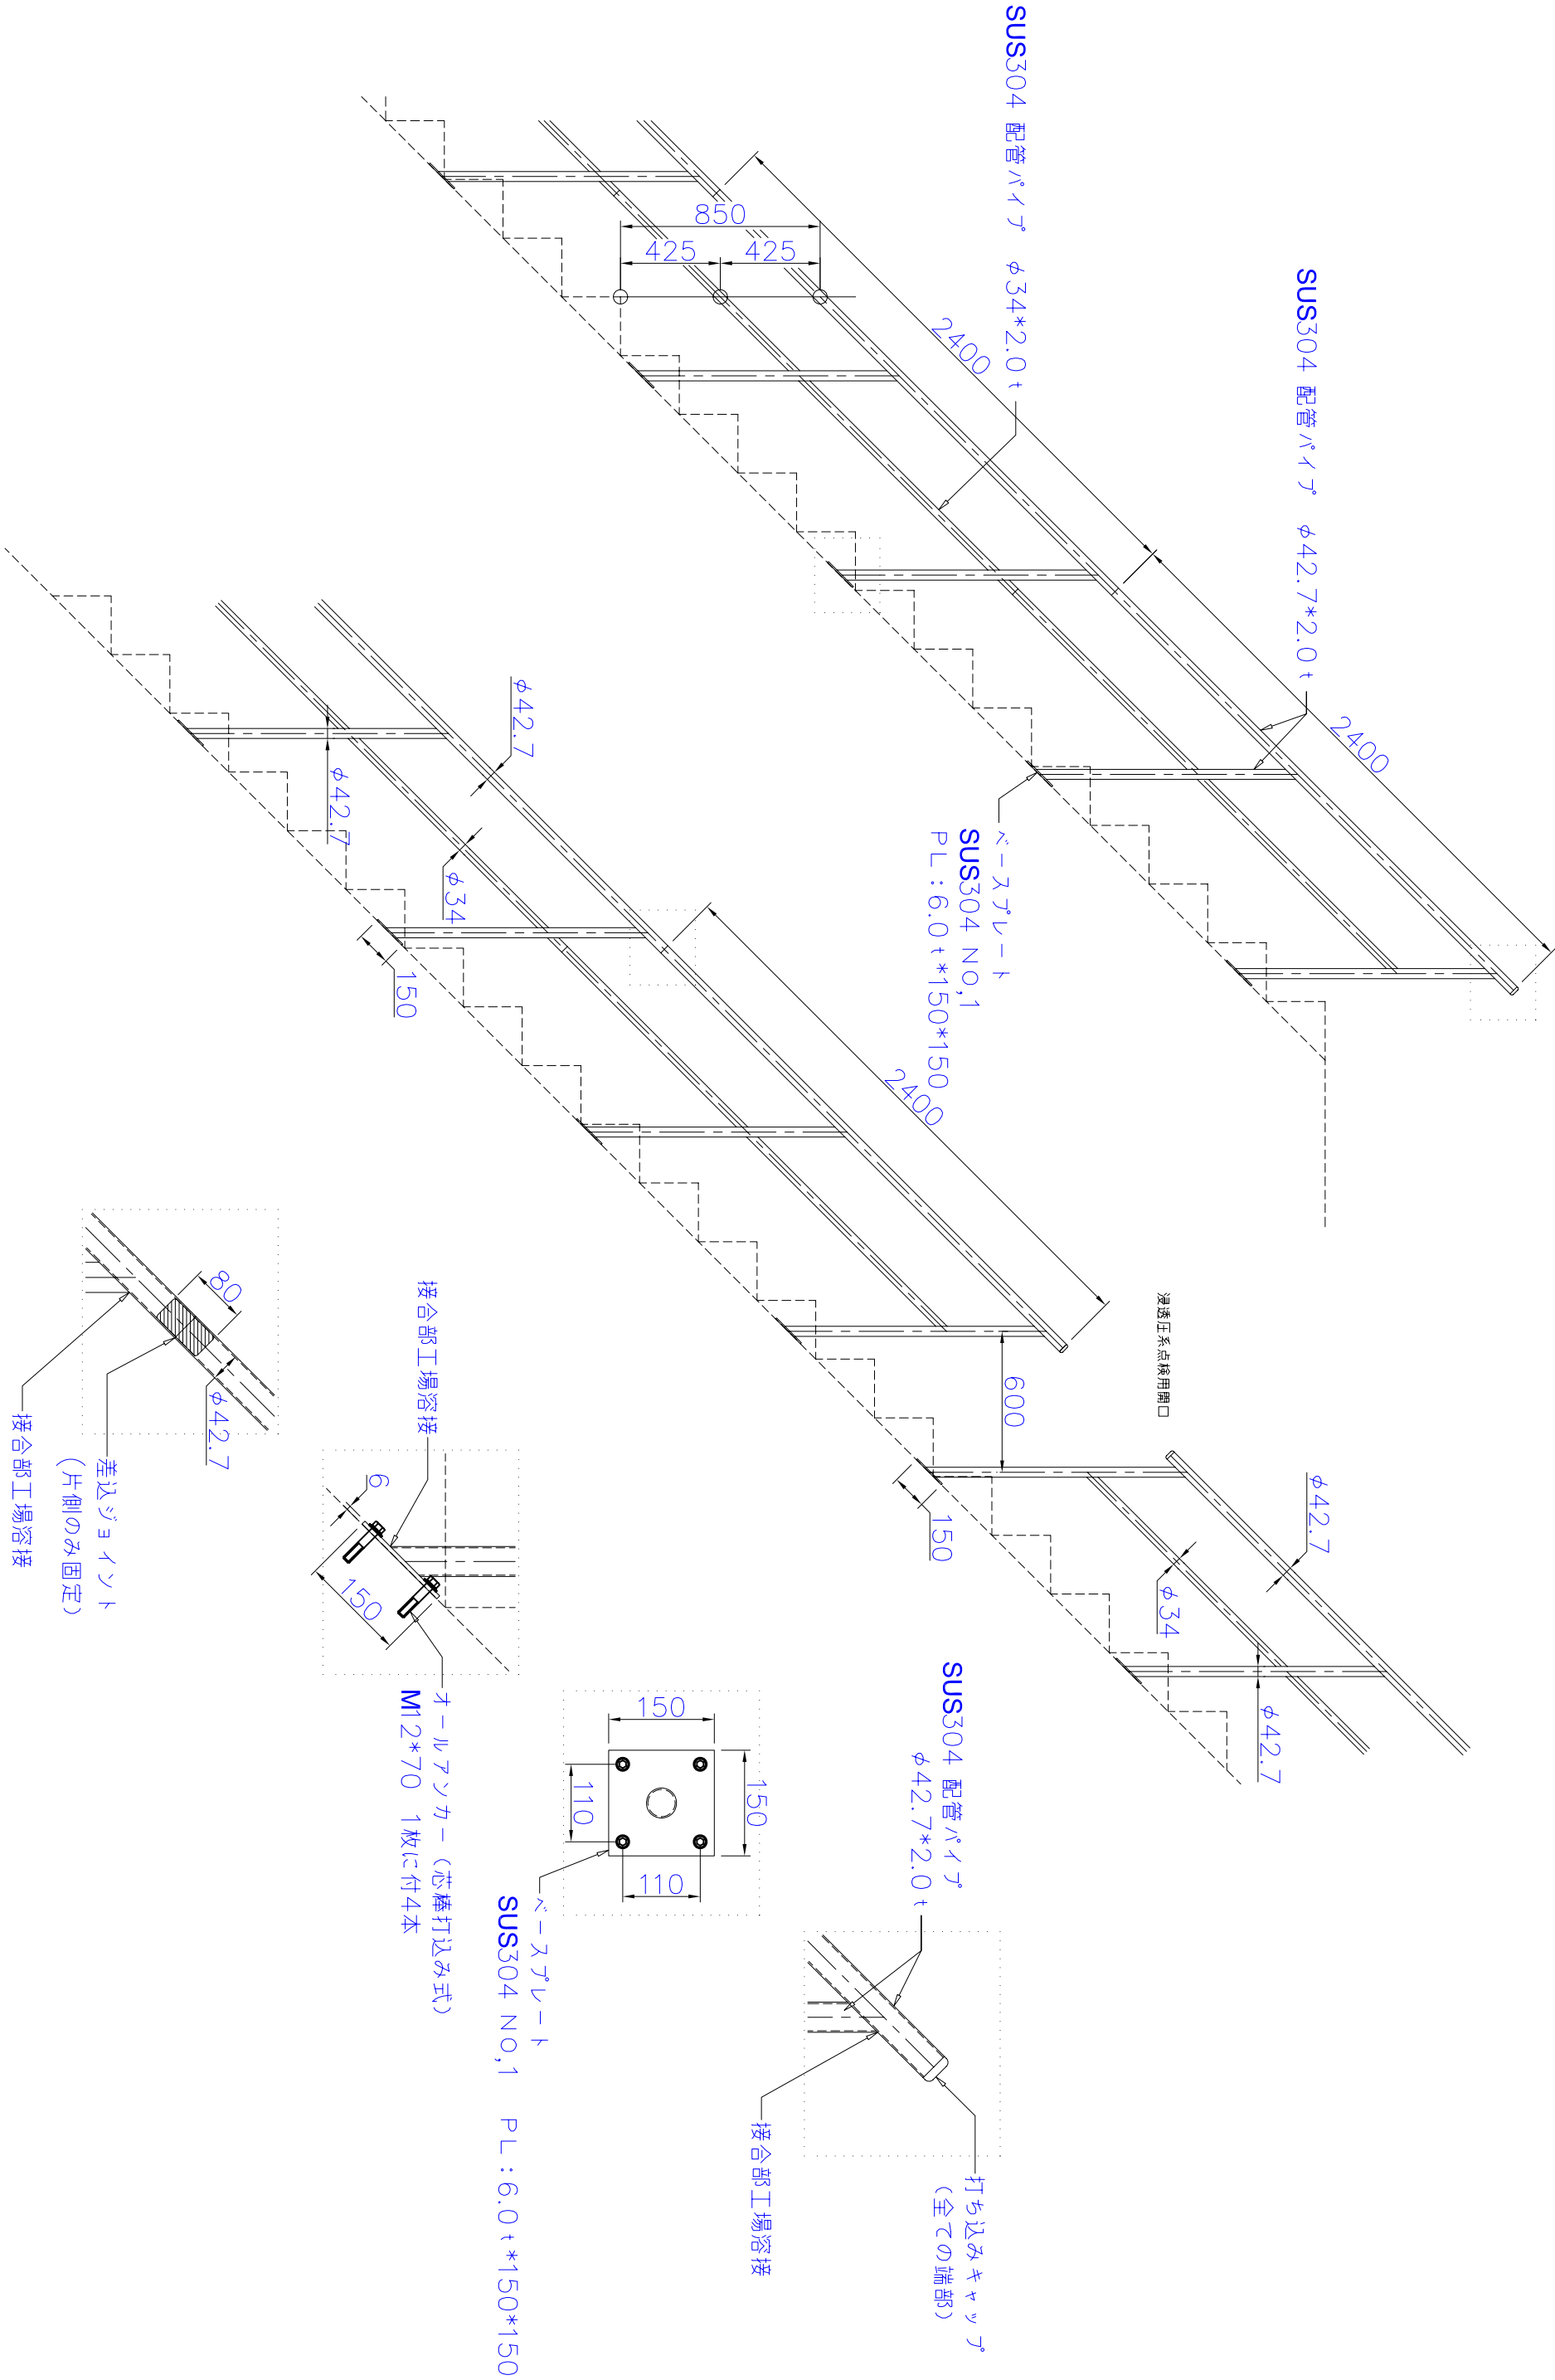 SUS304 配管パイプ φ34*2.0t
SUS304 配管パイプ φ42.7*2.0t
850
425
425
2400
2400
ベースプレート
SUS304 NO,1
PL:6.0t*150*150
φ42.7
φ42.7
φ34
150
2400
600
浸透圧系点検用開口
150
φ42.7
φ34
φ42.7
80
φ42.7
差込ジョイント
(片側のみ固定)
接合部工場溶接
接合部工場溶接
6
150
オールアンカー(芯棒打込み式)
M12*70 1枚に付4本
150
150
110
110
ベースプレート
SUS304 NO,1 PL:6.0t*150*150
SUS304 配管パイプ
φ42.7*2.0t
打ち込みキャップ
(全ての端部)
接合部工場溶接